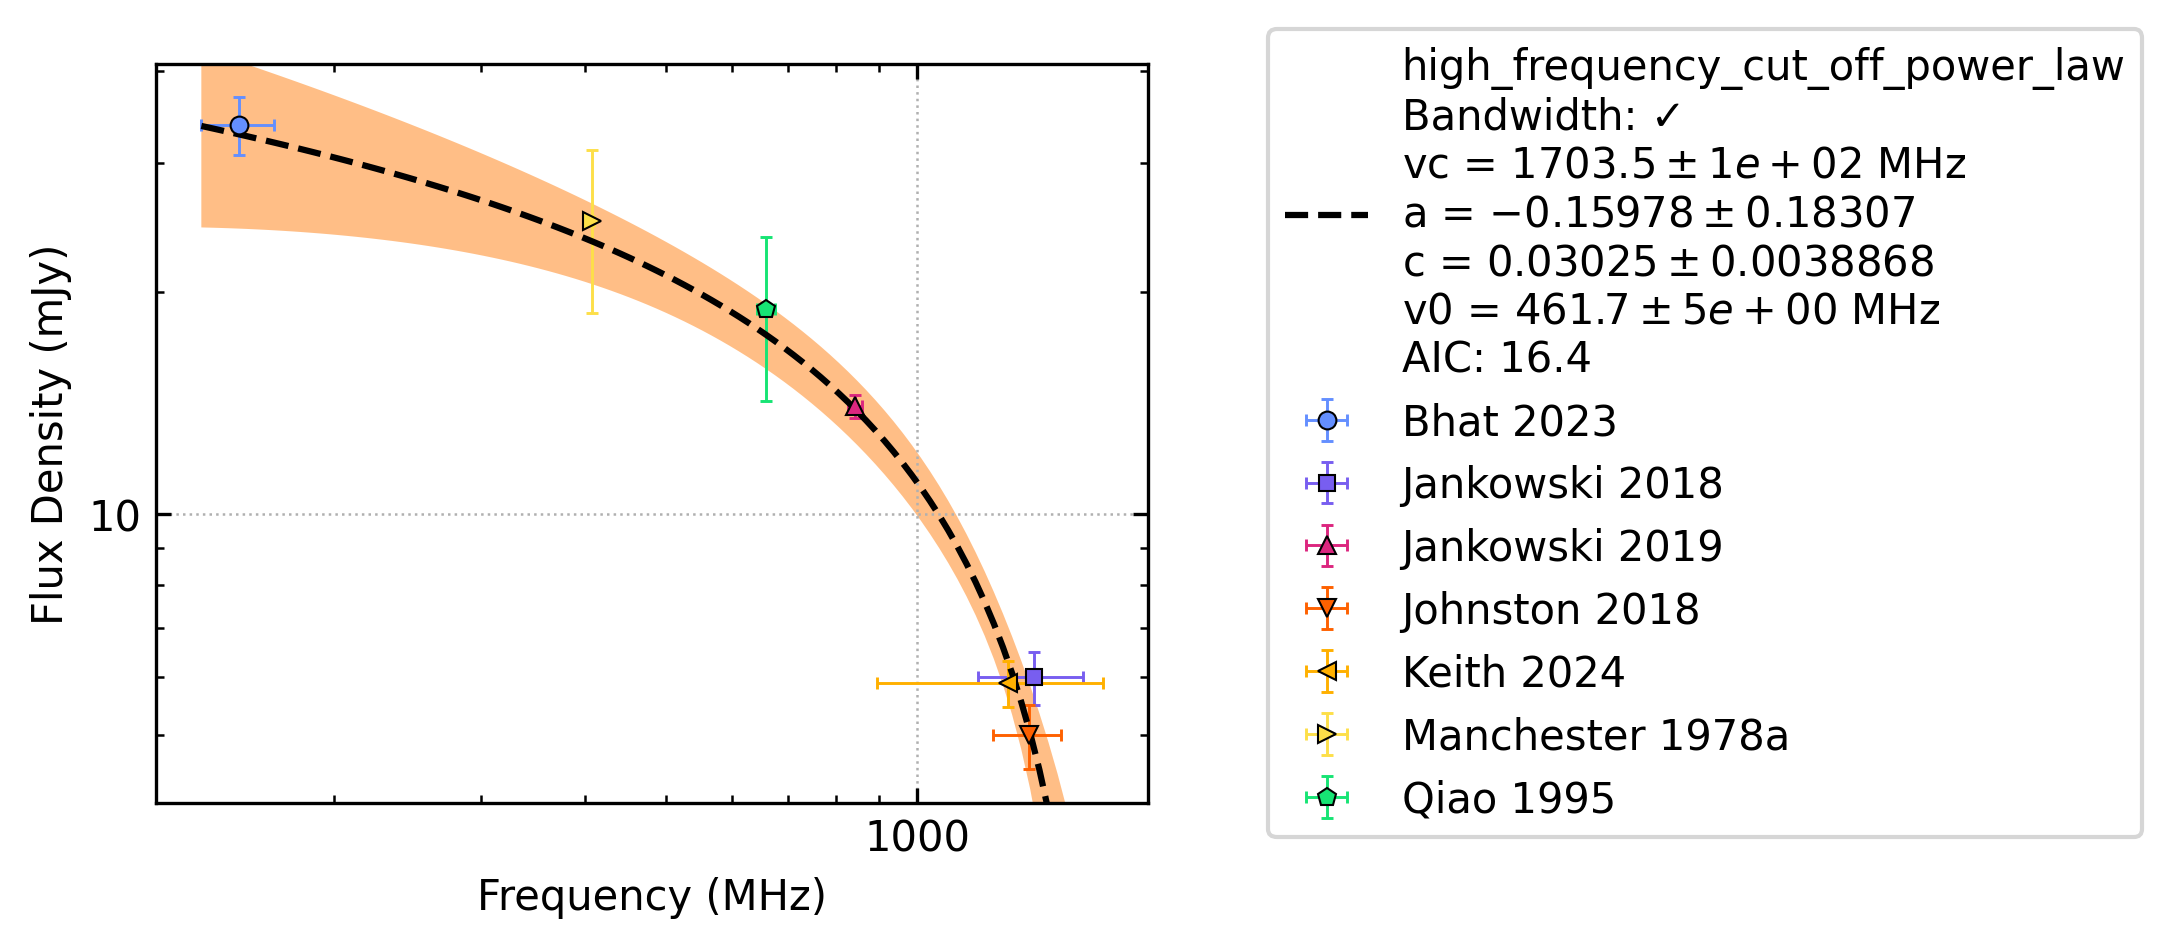 Flux Density (mJy)
10
1000
Frequency (MHz)
high_frequency_cut_off_power_law
Bandwidth: ✓
vc = 1703.5 ± 1e + 02 MHz
a = −0.15978 ± 0.18307
c = 0.03025 ± 0.0038868
v0 = 461.7 ± 5e + 00 MHz
AIC: 16.4
Bhat 2023
Jankowski 2018
Jankowski 2019
Johnston 2018
Keith 2024
Manchester 1978a
Qiao 1995